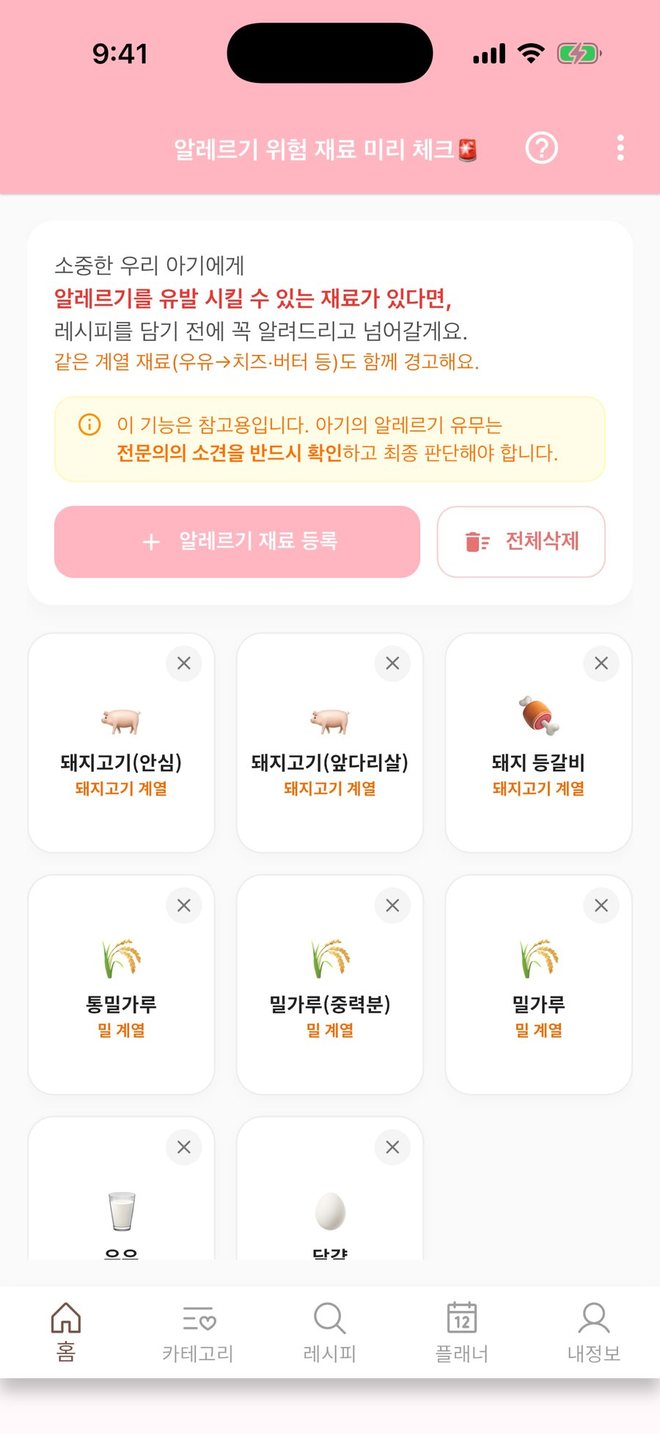 9:41
알레르기 위험 재료 미리 체크🚨
소중한 우리 아기에게
알레르기를 유발 시킬 수 있는 재료가 있다면,
레시피를 담기 전에 꼭 알려드리고 넘어갈게요.
같은 계열 재료(우유→치즈·버터 등)도 함께 경고해요.
이 기능은 참고용입니다. 아기의 알레르기 유무는
전문의의 소견을 반드시 확인하고 최종 판단해야 합니다.
+ 알레르기 재료 등록
전체삭제
돼지고기(안심)
돼지고기 계열
돼지고기(앞다리살)
돼지고기 계열
돼지 등갈비
돼지고기 계열
통밀가루
밀 계열
밀가루(중력분)
밀 계열
밀가루
밀 계열
우유
달걀
12
홈
카테고리
레시피
플래너
내정보